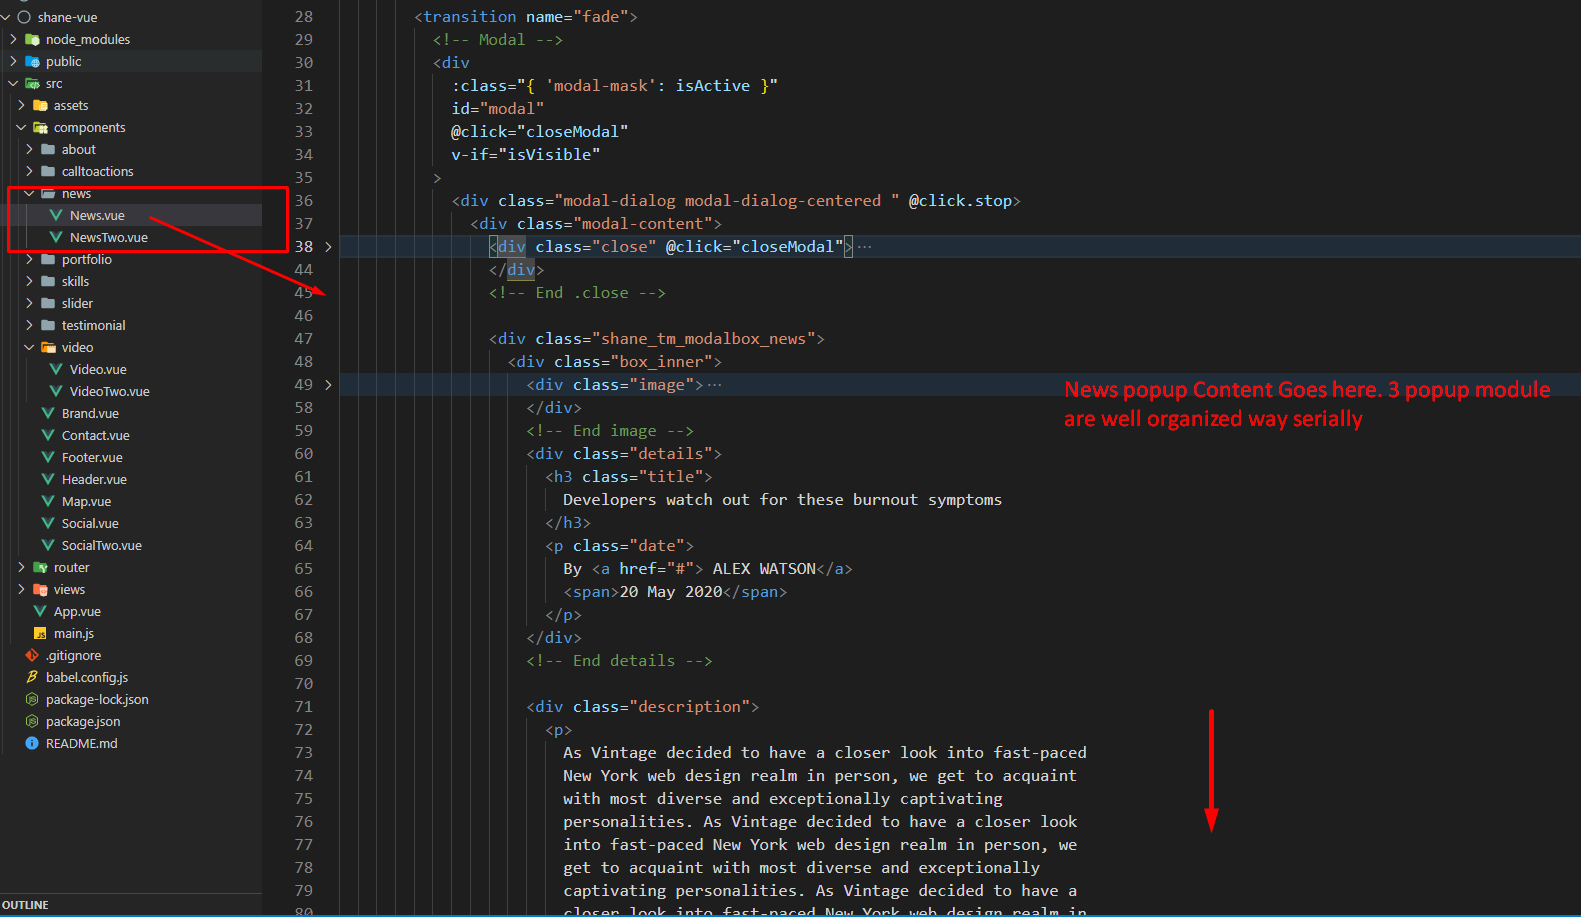 shane-vue
node_modules
public
src
assets
components
about
calltoactions
news
News.vue
NewsTwo.vue
portfolio
skills
slider
testimonial
video
Video.vue
VideoTwo.vue
Brand.vue
Contact.vue
Footer.vue
Header.vue
Map.vue
Social.vue
SocialTwo.vue
router
views
App.vue
JS main.js
.gitignore
babel.config.js
package-lock.json
package.json
README.md
OUTLINE
28 <transition name="fade">
29 <!-- Modal -->
30 <div
31 :class="{ 'modal-mask': isActive }"
32 id="modal"
33 @click="closeModal"
34 v-if="isVisible"
35 >
36 <div class="modal-dialog modal-dialog-centered " @click.stop>
37 <div class="modal-content">
38 <div class="close" @click="closeModal">···
44 </div>
45 <!-- End .close -->
46
47 <div class="shane_tm_modalbox_news">
48 <div class="box_inner">
49 <div class="image">···
58 </div>
59 <!-- End image -->
60 <div class="details">
61 <h3 class="title">
62 Developers watch out for these burnout symptoms
63 </h3>
64 <p class="date">
65 By <a href="#"> ALEX WATSON</a>
66 <span>20 May 2020</span>
67 </p>
68 </div>
69 <!-- End details -->
70
71 <div class="description">
72 <p>
73 As Vintage decided to have a closer look into fast-paced
74 New York web design realm in person, we get to acquaint
75 with most diverse and exceptionally captivating
76 personalities. As Vintage decided to have a closer look
77 into fast-paced New York web design realm in person, we
78 get to acquaint with most diverse and exceptionally
79 captivating personalities. As Vintage decided to have a
80 closer look into fast-paced New York web design realm in
News popup Content Goes here. 3 popup module
are well organized way serially